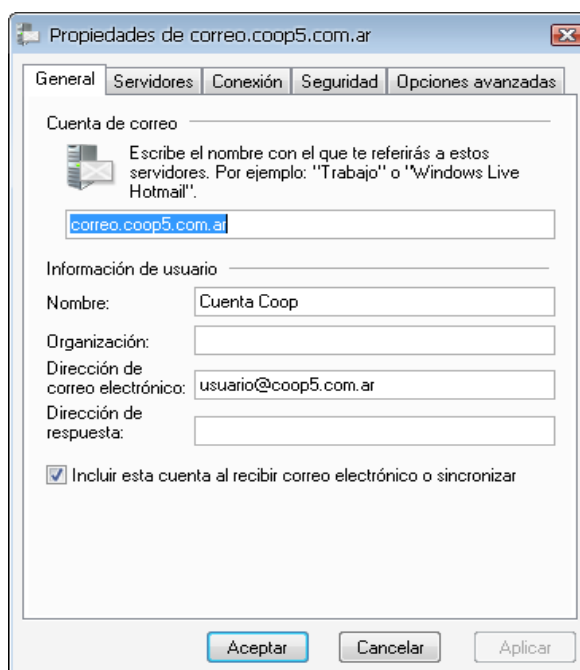 Propiedades de correo.coop5.com.ar
General Servidores Conexión Seguridad Opciones avanzadas
Cuenta de correo
Escribe el nombre con el que te referirás a estos
servidores. Por ejemplo: "Trabajo" o "Windows Live
Hotmail".
correo.coop5.com.ar
Información de usuario
Nombre: Cuenta Coop
Organización:
Dirección de
correo electrónico: usuario@coop5.com.ar
Dirección de
respuesta:
Incluir esta cuenta al recibir correo electrónico o sincronizar
Aceptar Cancelar Aplicar